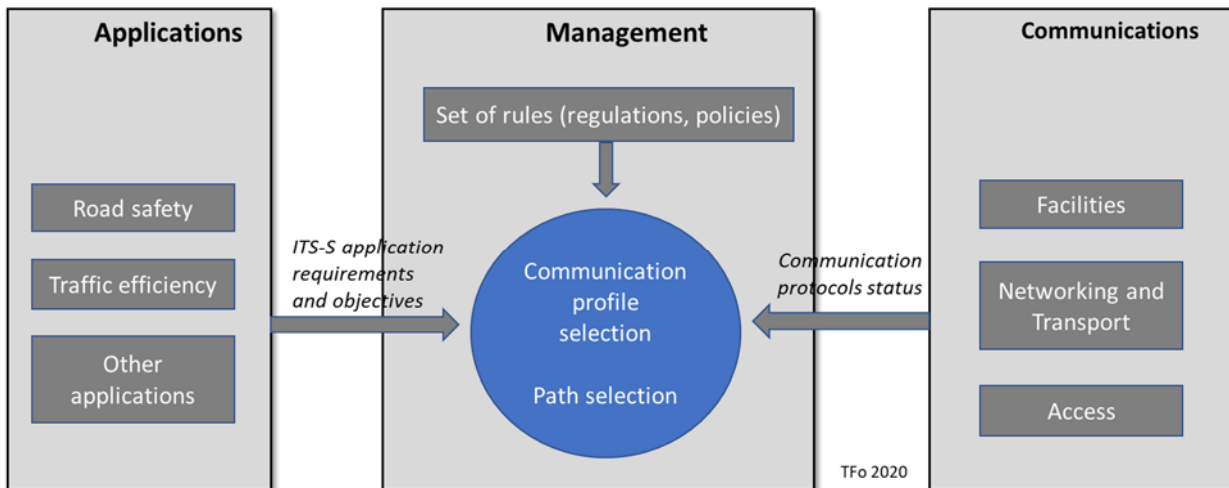 Applications
Road safety
Traffic efficiency
Other
applications
ITS-S application
requirements
and objectives
Management
Set of rules (regulations, policies)
Communication
profile
selection
Path selection
Communication
protocols status
Communications
Facilities
Networking and
Transport
Access
TFo 2020